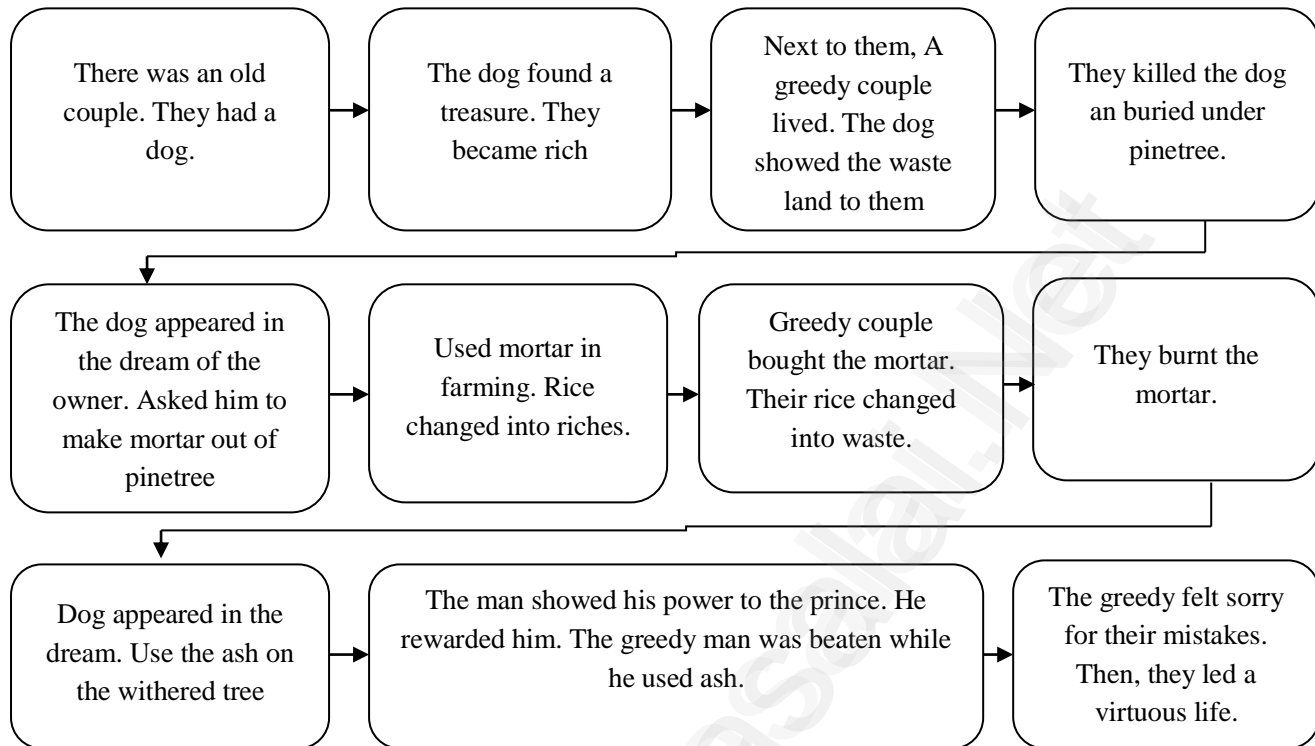 There was an old
couple. They had a
dog.
The dog found a
treasure. They
became rich
Next to them, A
greedy couple
lived. The dog
showed the waste
land to them
They killed the dog
an buried under
pinetree.
The dog appeared in
the dream of the
owner. Asked him to
make mortar out of
pinetree
Used mortar in
farming. Rice
changed into riches.
Greedy couple
bought the mortar.
Their rice changed
into waste.
They burnt the
mortar.
Dog appeared in the
dream. Use the ash on
the withered tree
The man showed his power to the prince. He
rewarded him. The greedy man was beaten while
he used ash.
The greedy felt sorry
for their mistakes.
Then, they led a
virtuous life.
asalai.Net